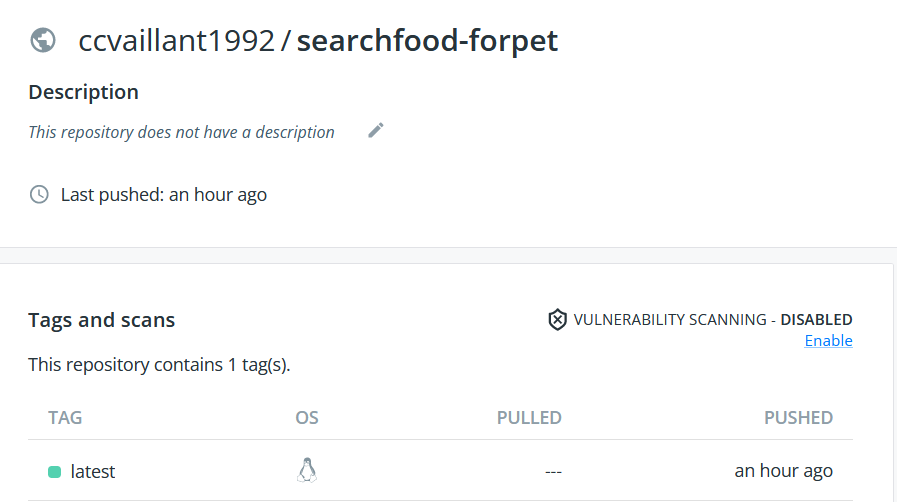 ccvaillant1992 / searchfood-forpet
Description
This repository does not have a description
Last pushed: an hour ago
Tags and scans
VULNERABILITY SCANNING - DISABLED
Enable
This repository contains 1 tag(s).
TAG OS PULLED PUSHED
latest --- an hour ago